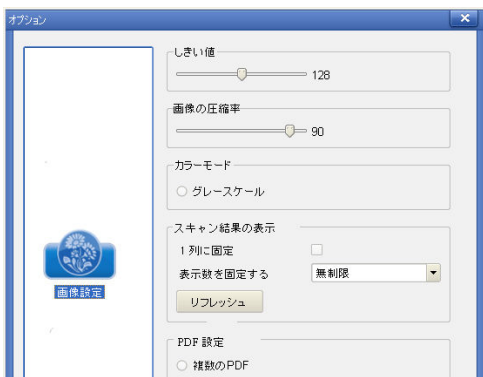 オプション
しきい値
128
画像の圧縮率
90
カラーモード
グレースケール
スキャン結果の表示
1 列に固定
表示数を固定する
無制限
リフレッシュ
画像設定
PDF 設定
複数のPDF